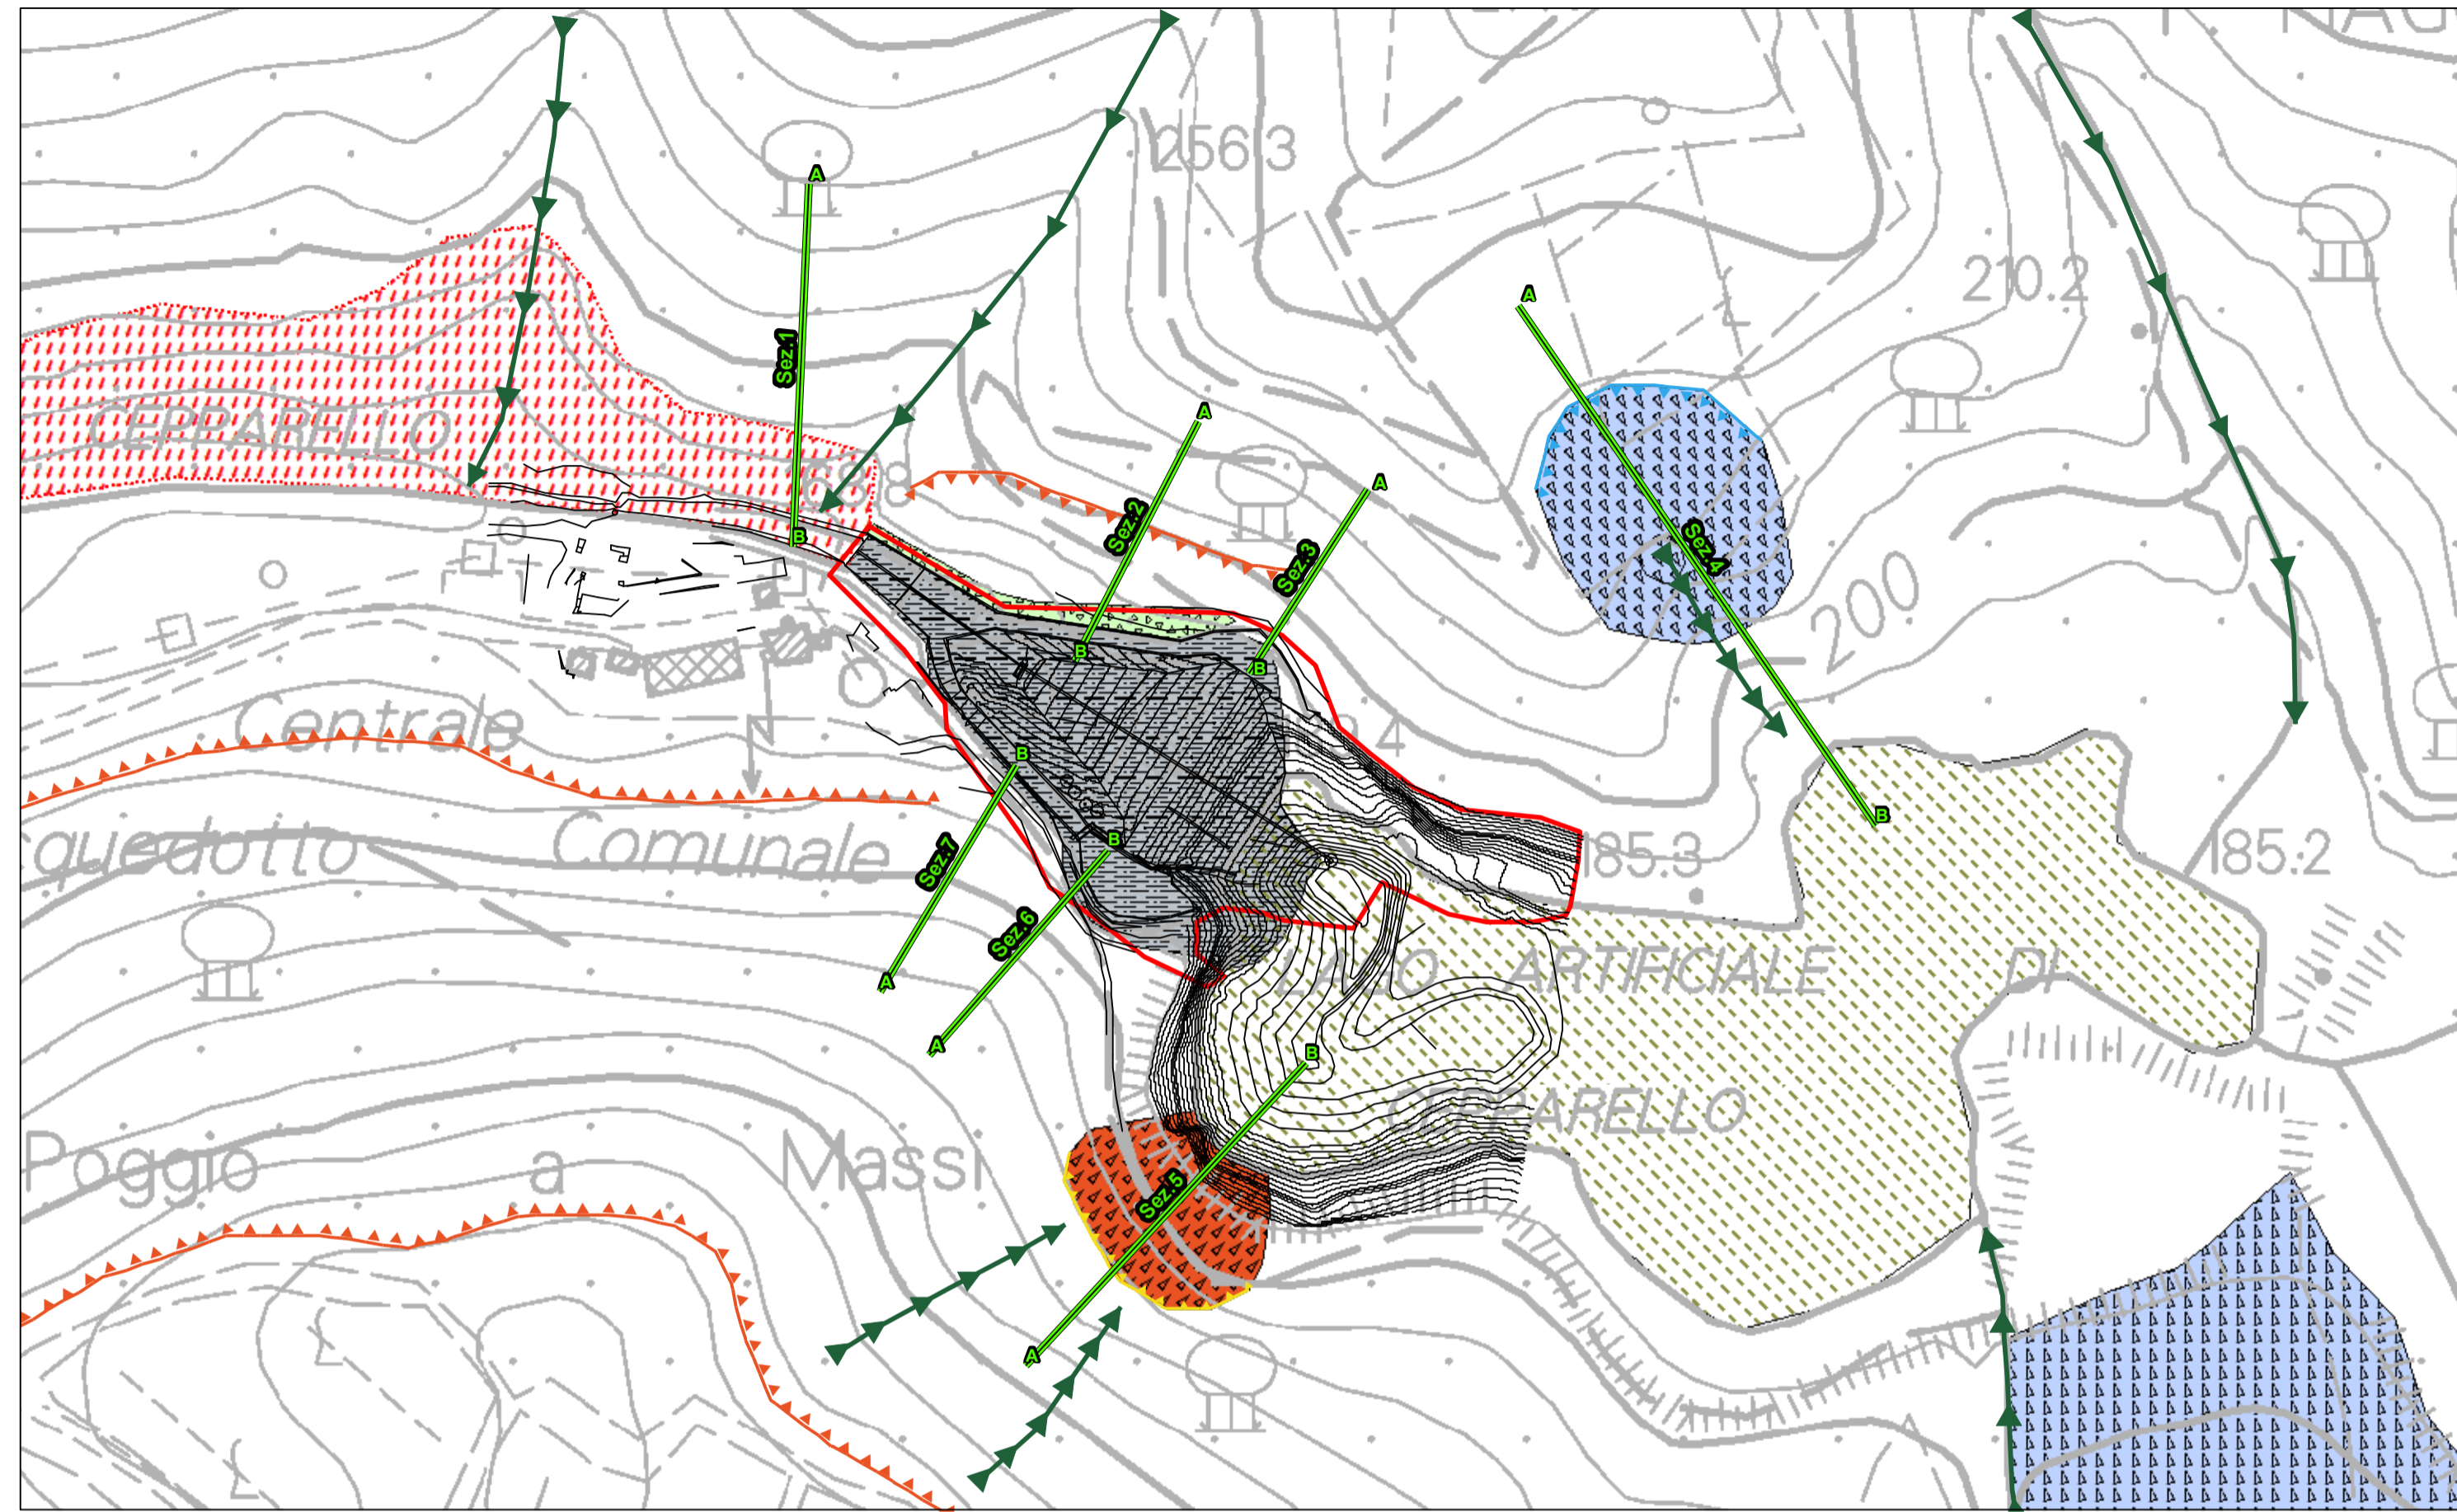 256.3
A
210.2
A
Sez.1
A
CEPPARELLO
A
Sez.2
Sez.3
Sez.4
B
B
B
200
Centrale
B
B
185.3
185.2
B
Comunale
Sez.7
Sez.6
LAGO ARTIFICIALE DI
A
A
B
CEPPARELLO
Poggio a Massi
Sez.5
A